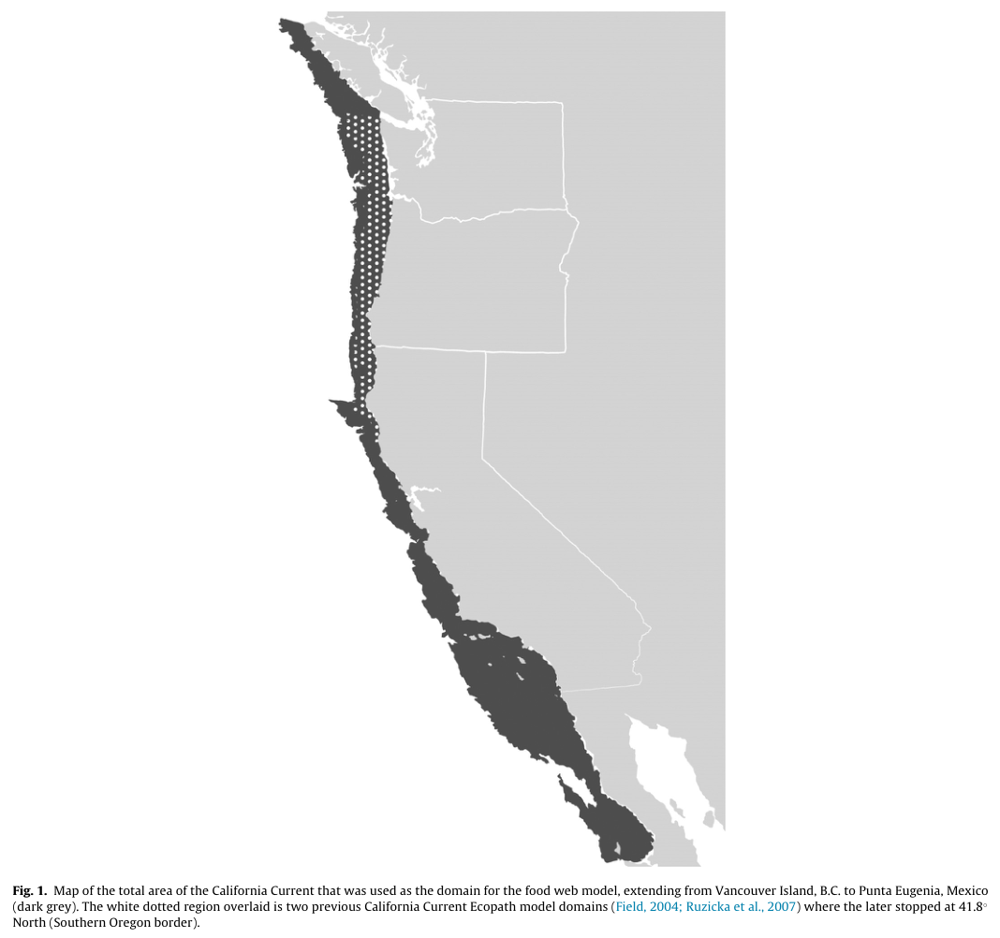 Fig. 1. Map of the total area of the California Current that was used as the domain for the food web model, extending from Vancouver Island, B.C. to Punta Eugenia, Mexico
(dark grey). The white dotted region overlaid is two previous California Current Ecopath model domains (Field, 2004; Ruzicka et al., 2007) where the later stopped at 41.8°
North (Southern Oregon border).